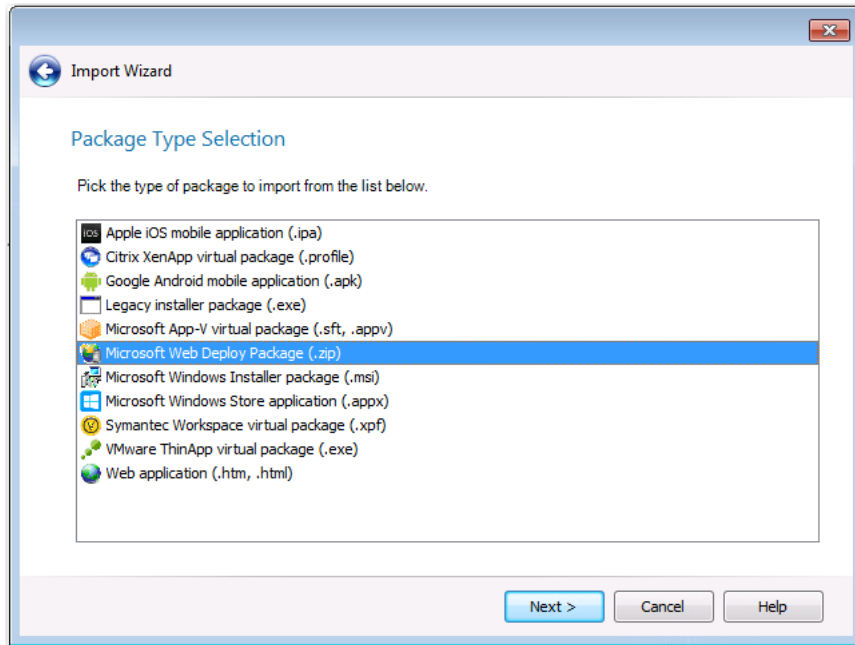 Import Wizard
Package Type Selection
Pick the type of package to import from the list below.
iOS Apple iOS mobile application (.ipa)
Citrix XenApp virtual package (.profile)
Google Android mobile application (.apk)
Legacy installer package (.exe)
Microsoft App-V virtual package (.sft, .appv)
Microsoft Web Deploy Package (.zip)
Microsoft Windows Installer package (.msi)
Microsoft Windows Store application (.appx)
Symantec Workspace virtual package (.xpf)
VMware ThinApp virtual package (.exe)
Web application (.htm, .html)
Next > Cancel Help